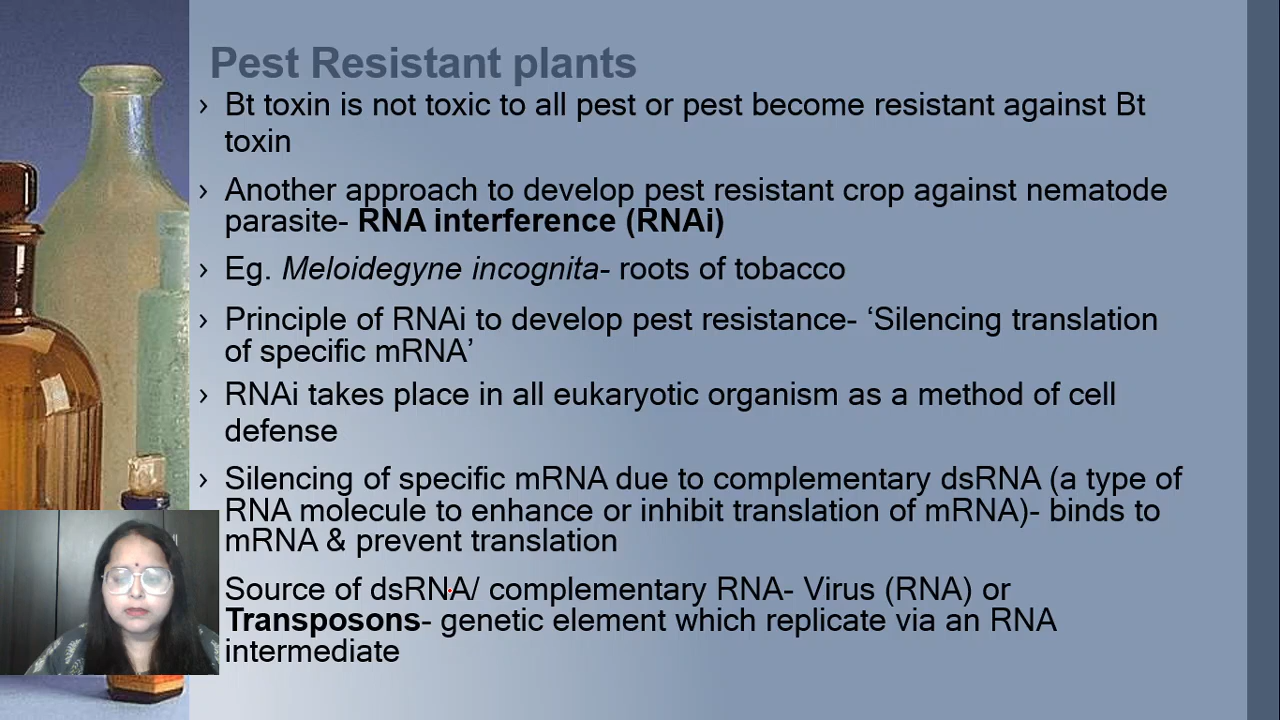 Pest Resistant plants
› Bt toxin is not toxic to all pest or pest become resistant against Bt
toxin
› Another approach to develop pest resistant crop against nematode
parasite- RNA interference (RNAi)
› Eg. Meloidegyne incognita- roots of tobacco
› Principle of RNAi to develop pest resistance- ‘Silencing translation
of specific mRNA’
› RNAi takes place in all eukaryotic organism as a method of cell
defense
› Silencing of specific mRNA due to complementary dsRNA (a type of
RNA molecule to enhance or inhibit translation of mRNA)- binds to
mRNA & prevent translation
Source of dsRNA/ complementary RNA- Virus (RNA) or
Transposons- genetic element which replicate via an RNA
intermediate